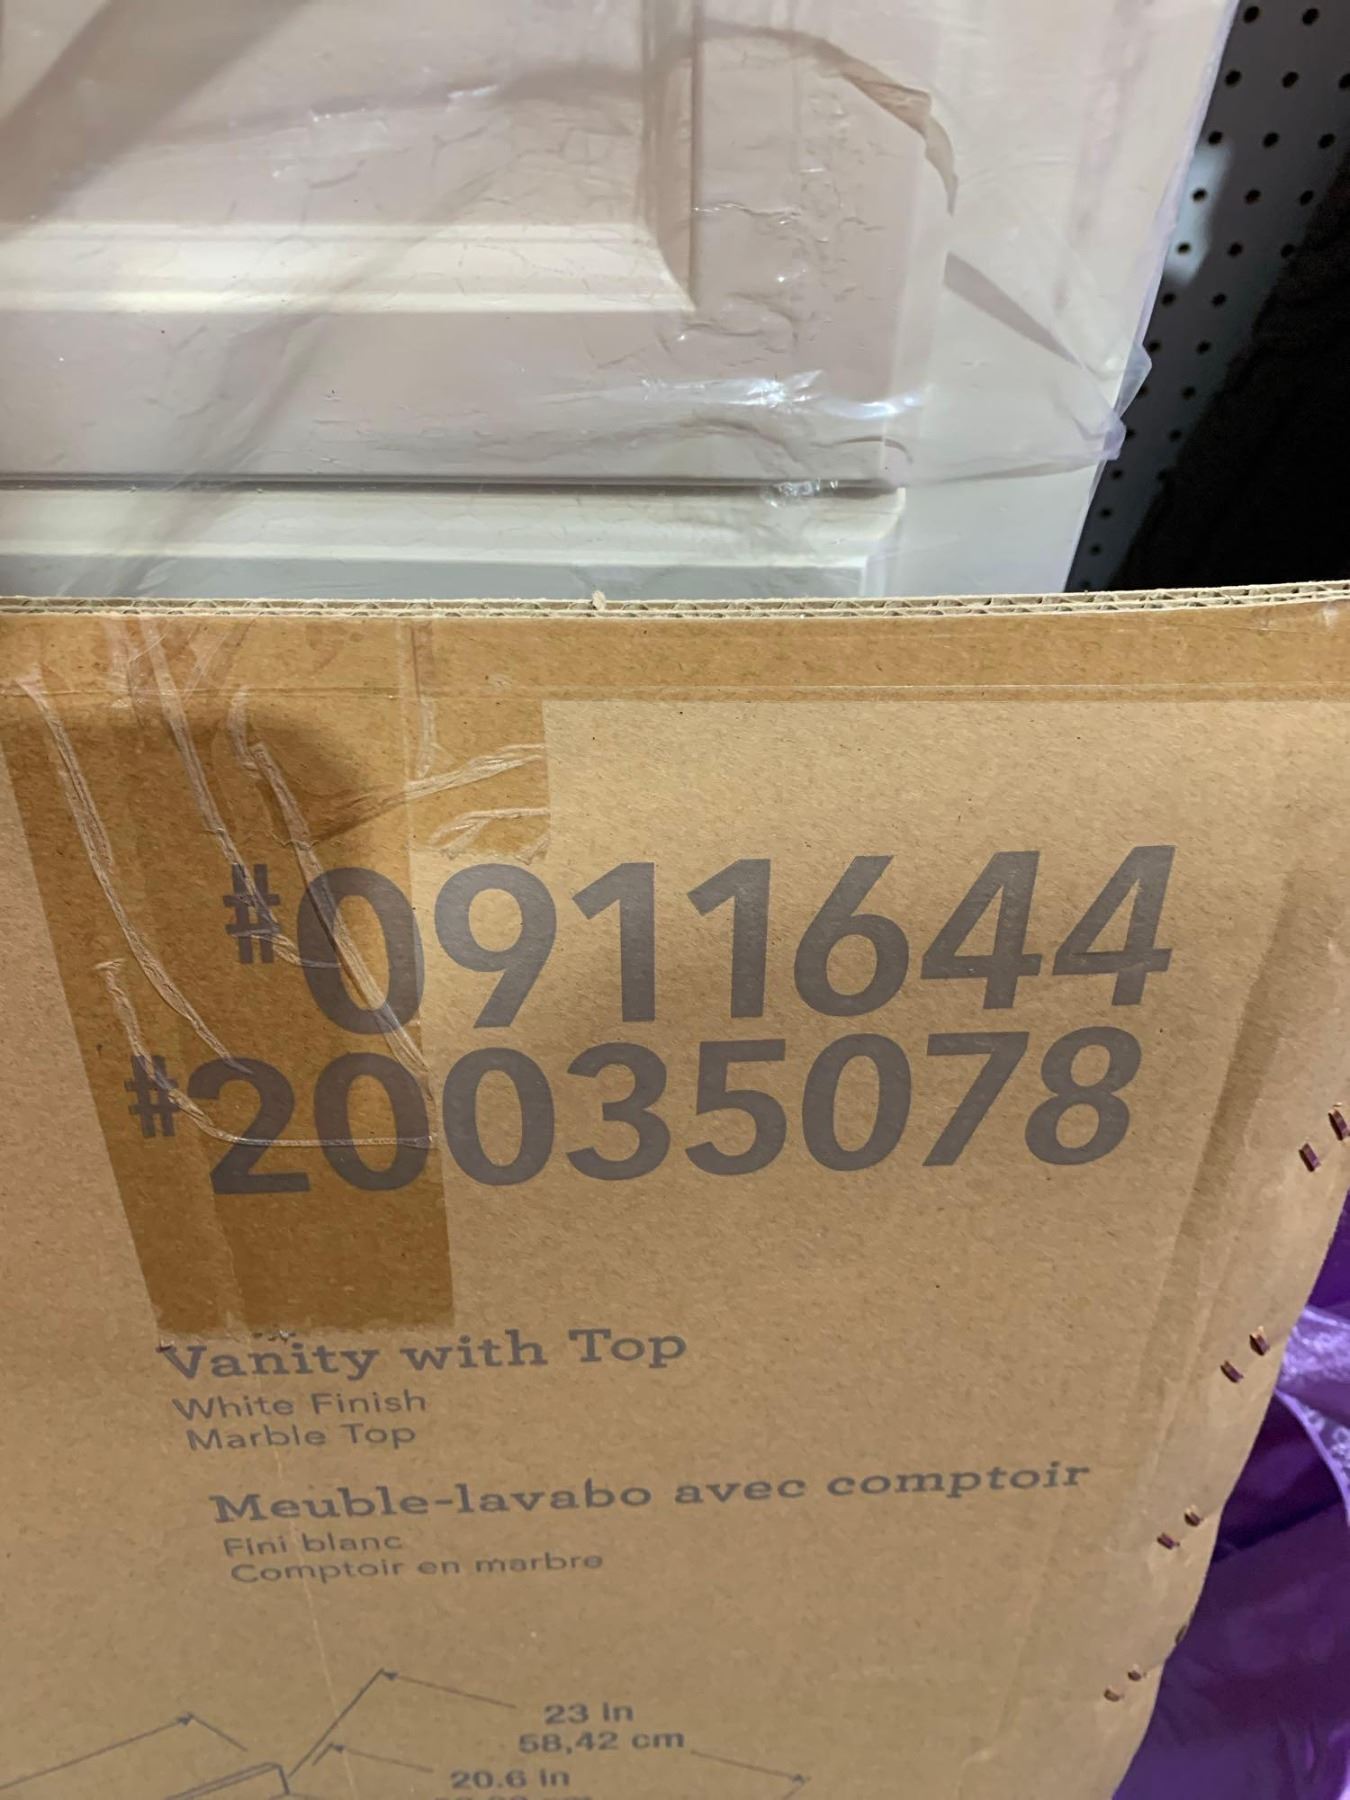 #0911644
#20035078
Vanity with Top
White Finish
Marble Top
Meuble-lavabo avec comptoir
Fini blanc
Comptoir en marbre
23 in
58,42 cm
20.6 in